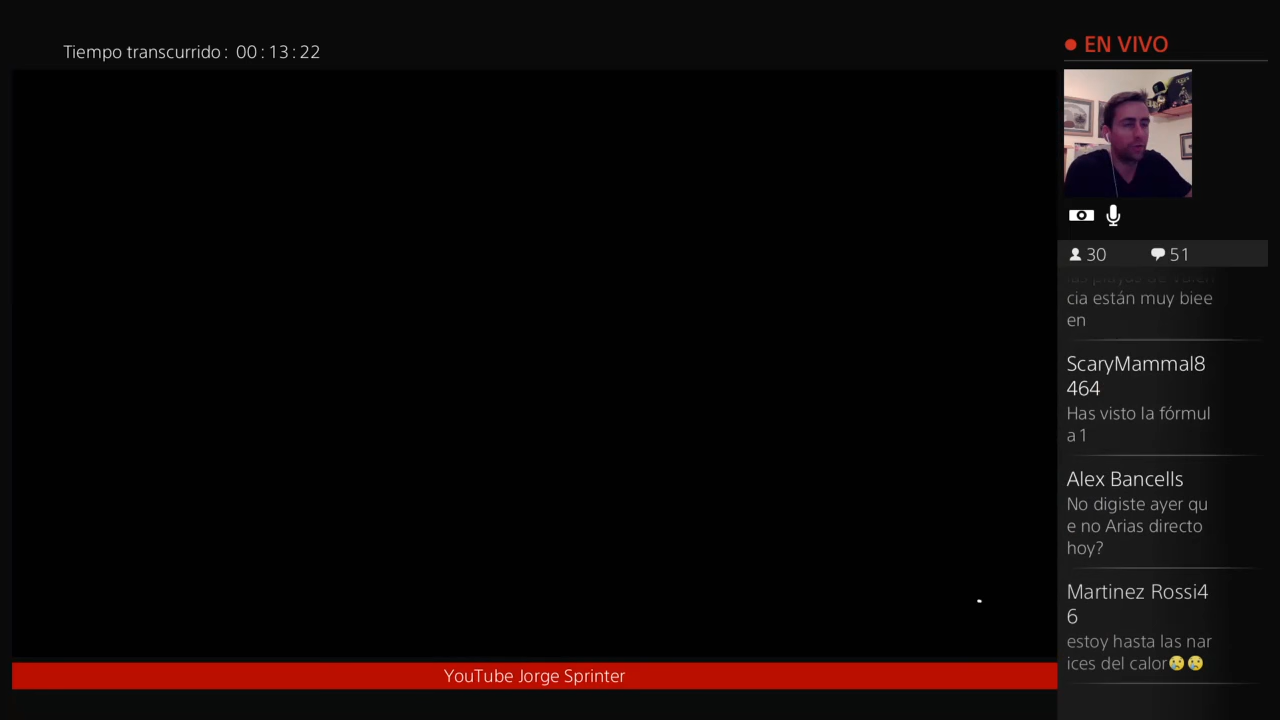 Tiempo transcurrido : 00 : 13 : 22
EN VIVO
30 51
cia están muy biee
en
ScaryMammal8
464
Has visto la fórmul
a 1
Alex Bancells
No digiste ayer qu
e no Arias directo
hoy?
Martinez Rossi4
6
estoy hasta las nar
ices del calor😢😢
YouTube Jorge Sprinter